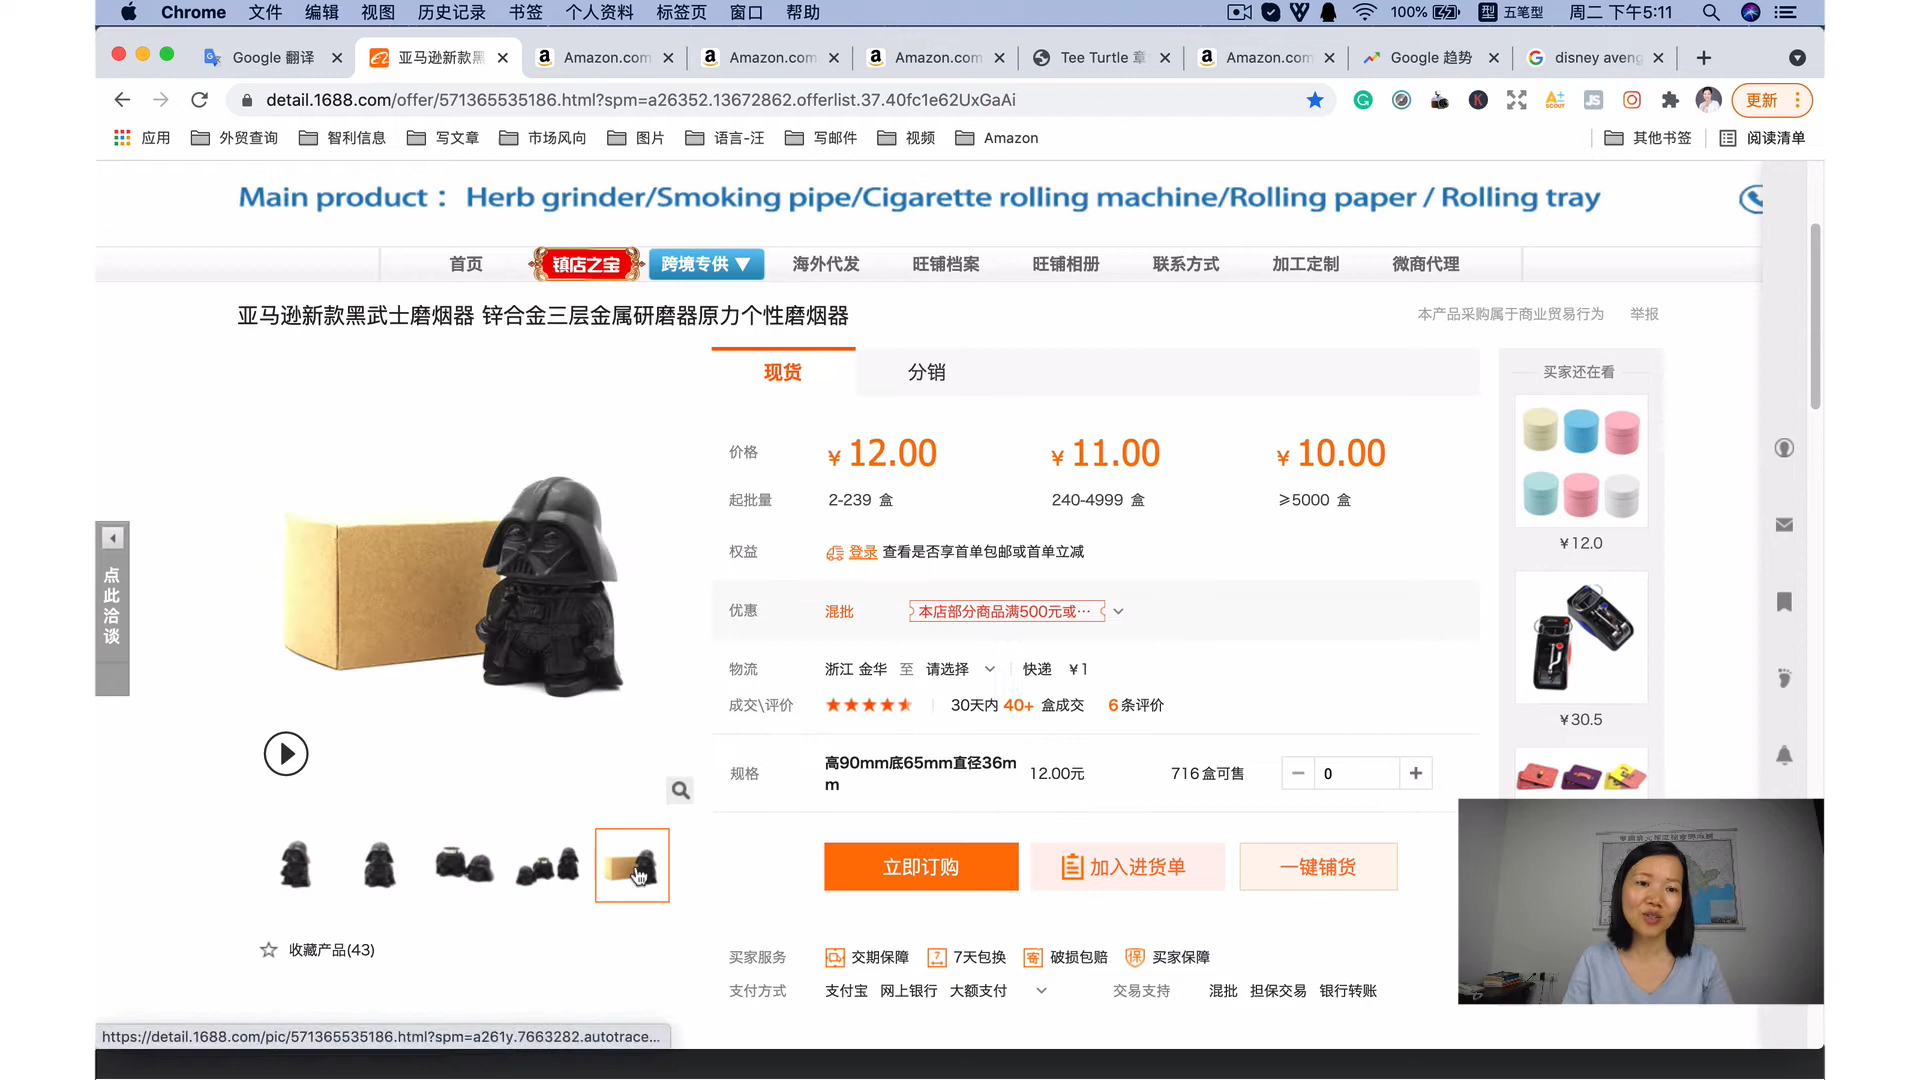 Chrome 文件 编辑 视图 历史记录 书签 个人资料 标签页 窗口 帮助 100% 型 五笔型 周二 下午5:11
Google 翻译 亚马逊新款黑 Amazon.com Amazon.com Amazon.com Tee Turtle 章 Amazon.com Google 趋势 disney aveng
detail.1688.com/offer/571365535186.html?spm=a26352.13672862.offerlist.37.40fc1e62UxGaAi 更新
应用 外贸查询 智利信息 写文章 市场风向 图片 语言-汪 写邮件 视频 Amazon 其他书签 阅读清单
Main product： Herb grinder/Smoking pipe/Cigarette rolling machine/Rolling paper / Rolling tray
首页 镇店之宝 跨境专供 ▼ 海外代发 旺铺档案 旺铺相册 联系方式 加工定制 微商代理
亚马逊新款黑武士磨烟器 锌合金三层金属研磨器原力个性磨烟器
本产品采购属于商业贸易行为 举报
现货 分销
买家还在看
价格 ¥ 12.00 ¥ 11.00 ¥ 10.00
起批量 2-239 盒 240-4999 盒 ≥5000 盒
¥12.0
权益 登录 查看是否享首单包邮或首单立减
点此洽谈
优惠 混批 本店部分商品满500元或…
物流 浙江 金华 至 请选择 快递 ¥1
成交\评价 30天内 40+ 盒成交 6条评价
¥30.5
规格 高90mm底65mm直径36m
m 12.00元 716盒可售 − 0 +
立即订购 加入进货单 一键铺货
收藏产品(43)
买家服务 交期保障 7 7天包换 寄 破损包赔 保 买家保障
支付方式 支付宝 网上银行 大额支付 交易支持 混批 担保交易 银行转账
https://detail.1688.com/pic/571365535186.html?spm=a261y.7663282.autotrace...